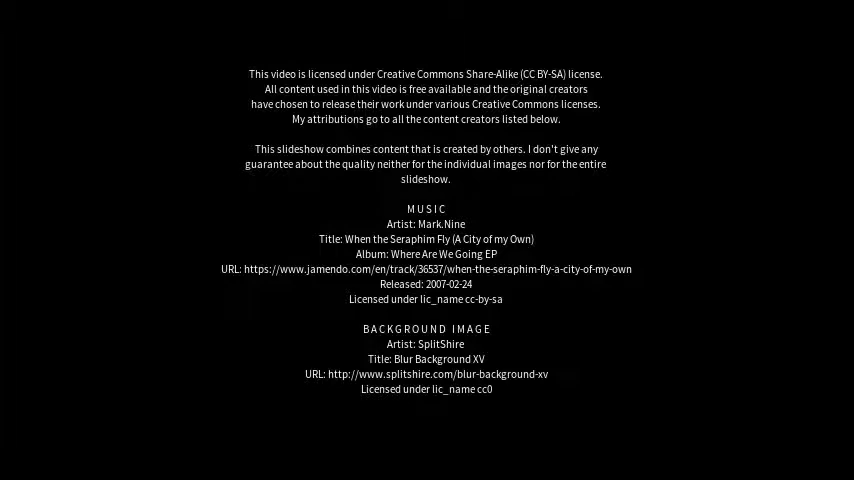 This video is licensed under Creative Commons Share-Alike (CC BY-SA) license.
All content used in this video is free available and the original creators
have chosen to release their work under various Creative Commons licenses.
My attributions go to all the content creators listed below.
This slideshow combines content that is created by others. I don't give any
guarantee about the quality neither for the individual images nor for the entire
slideshow.
MUSIC
Artist: Mark.Nine
Title: When the Seraphim Fly (A City of my Own)
Album: Where Are We Going EP
URL: https://www.jamendo.com/en/track/36537/when-the-seraphim-fly-a-city-of-my-own
Released: 2007-02-24
Licensed under lic_name cc-by-sa
BACKGROUND IMAGE
Artist: SplitShire
Title: Blur Background XV
URL: http://www.splitshire.com/blur-background-xv
Licensed under lic_name cc0